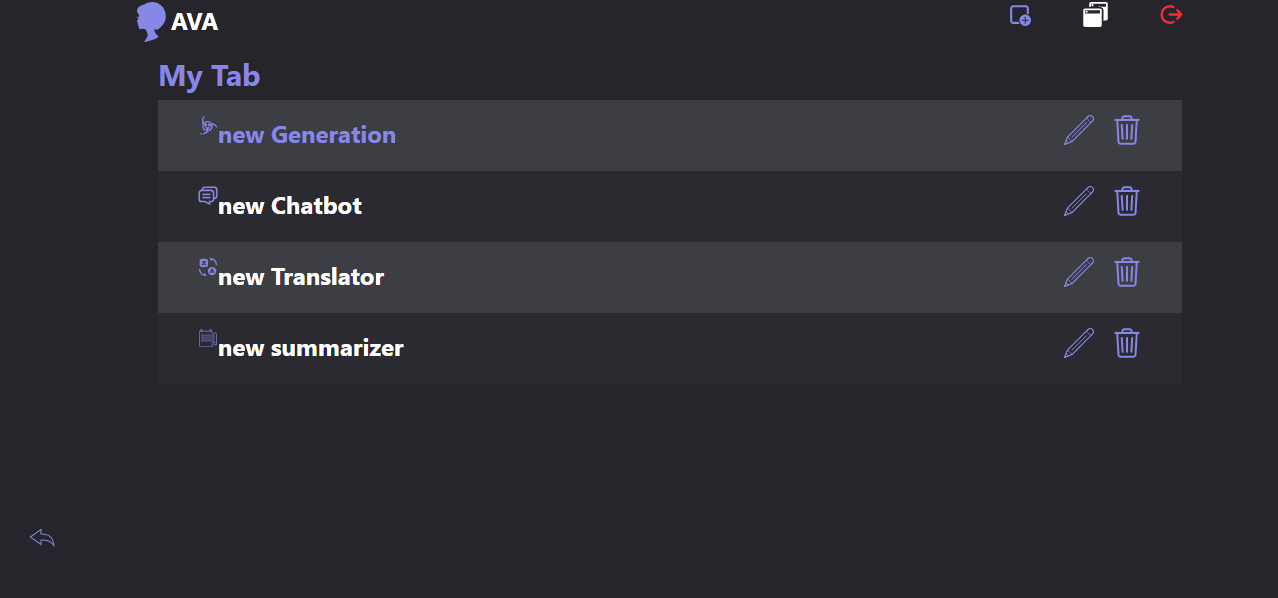 AVA
My Tab
new Generation
new Chatbot
new Translator
new summarizer